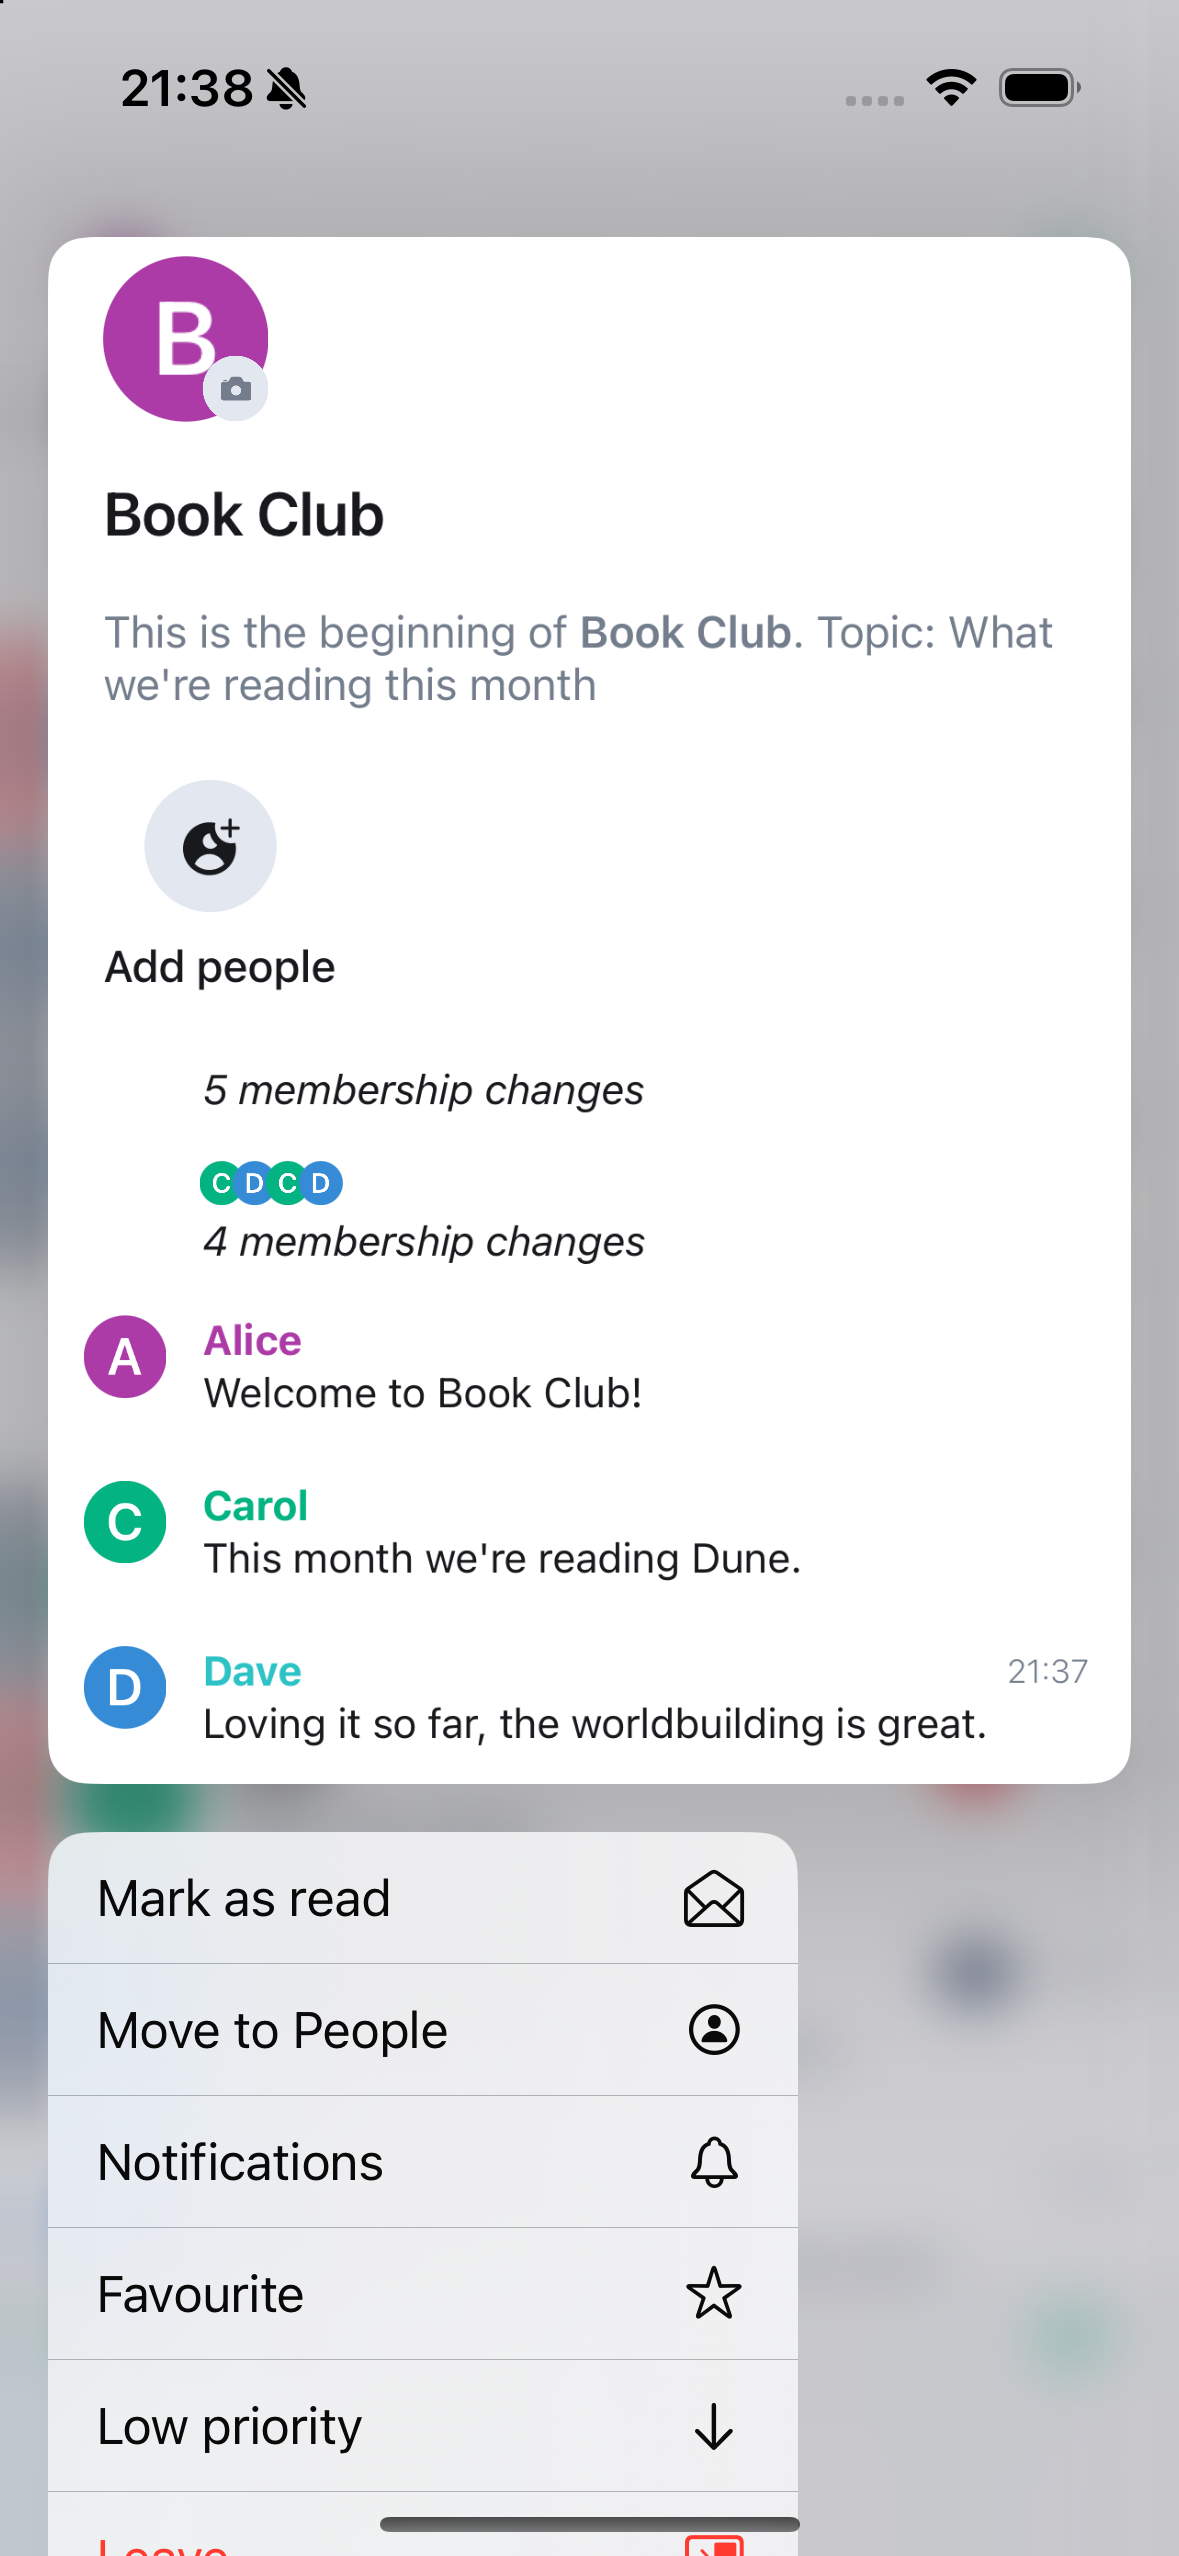 21:38
B
Book Club
This is the beginning of Book Club. Topic: What
we're reading this month
Add people
5 membership changes
C D C D
4 membership changes
A
Alice
Welcome to Book Club!
C
Carol
This month we're reading Dune.
D
Dave
21:37
Loving it so far, the worldbuilding is great.
Mark as read
Move to People
Notifications
Favourite
Low priority
Leave